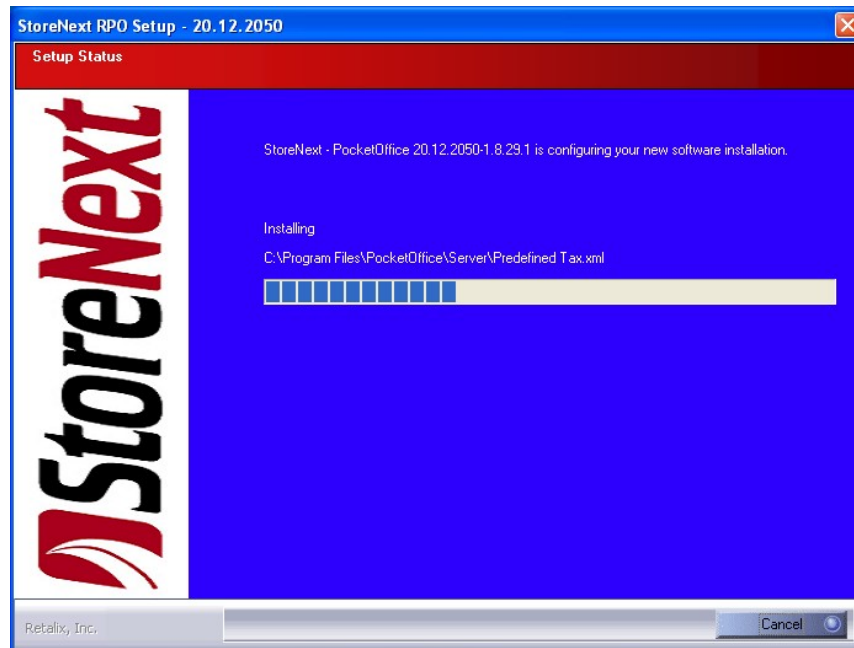 StoreNext RPO Setup - 20.12.2050
Setup Status
StoreNext
StoreNext - PocketOffice 20.12.2050-1.8.29.1 is configuring your new software installation.
Installing
C:\Program Files\PocketOffice\Server\Predefined Tax.xml
Retalix, Inc.
Cancel